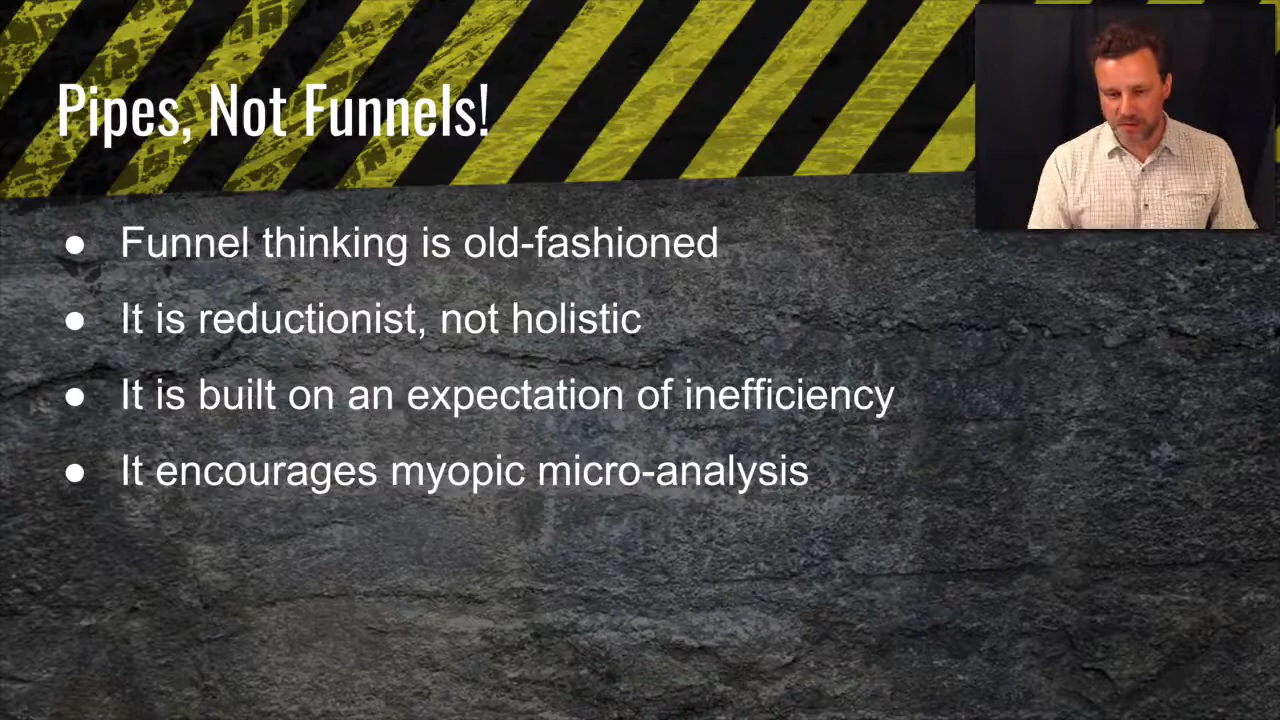 Pipes, Not Funnels!
● Funnel thinking is old-fashioned
● It is reductionist, not holistic
● It is built on an expectation of inefficiency
● It encourages myopic micro-analysis